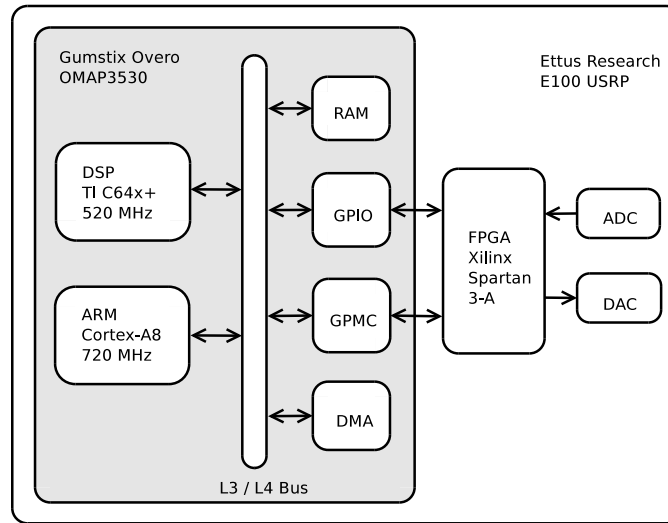 Gumstix Overo
OMAP3530
Ettus Research
E100 USRP
RAM
DSP
TI C64x+
520 MHz
GPIO
ADC
FPGA
Xilinx
Spartan
3-A
ARM
Cortex-A8
720 MHz
GPMC
DAC
DMA
L3 / L4 Bus